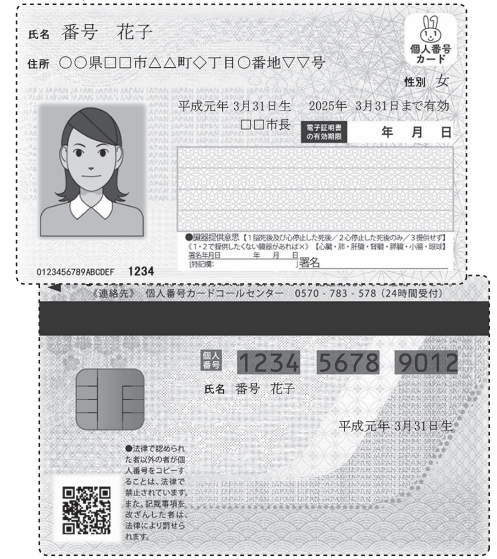 氏名 番号 花子
個人番号
カード
住所 ○○県□□市△△町◇丁目○番地▽▽号
性別 女
平成元年 3月31日生 2025年 3月31日まで有効
□□市長
電子証明書
の有効期限
年 月 日
●臓器提供意思【1脳死後及び心停止した死後／2心停止した死後のみ／3提供せず】
《1・2で提供したくない臓器があれば×》【心臓・肺・肝臓・腎臓・膵臓・小腸・眼球】
署名年月日 年 月 日
[特記欄: ]署名
0123456789ABCDEF 1234
《連絡先》 個人番号カードコールセンター 0570-783-578（24時間受付）
個人
番号
1234 5678 9012
氏名 番号 花子
平成元年 3月31日生
●法律で認められ
た者以外の者が個
人番号をコピーす
ることは、法律で
禁止されています。
また、記載事項を
改ざんした者は、
法律により罰せら
れます。